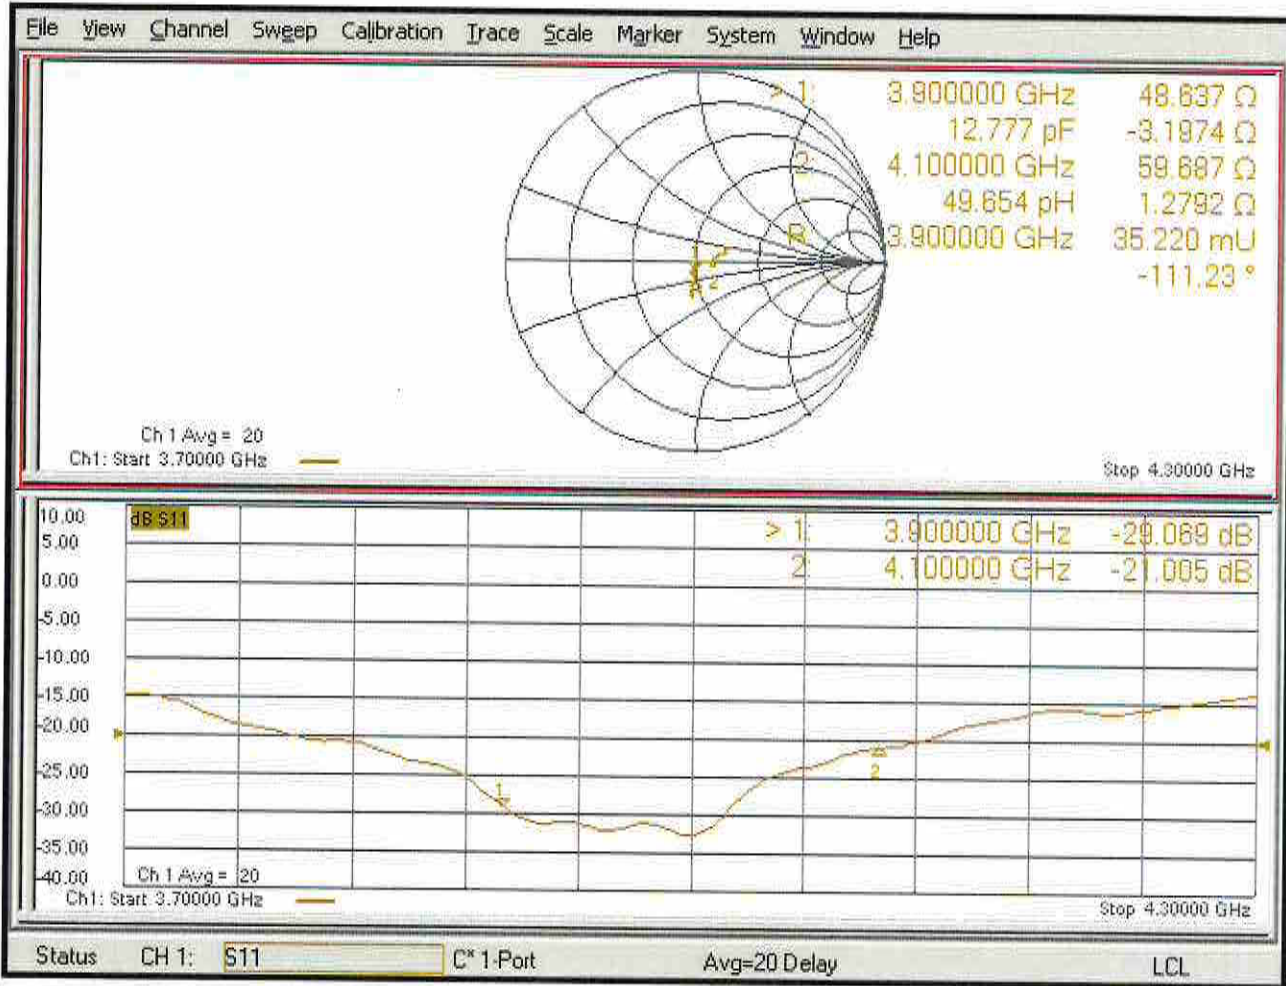 File View Channel Sweep Calibration Trace Scale Marker System Window Help
> 1: 3.900000 GHz 48.637 Ω
12.777 pF -3.1974 Ω
2: 4.100000 GHz 59.687 Ω
49.654 pH 1.2792 Ω
R 3.900000 GHz 35.220 mU
-111.23 °
1
2
Ch 1 Avg = 20
Ch1: Start 3.70000 GHz
Stop 4.30000 GHz
10.00
dB S11
> 1: 3.900000 GHz -29.069 dB
5.00
2: 4.100000 GHz -21.005 dB
0.00
-5.00
-10.00
-15.00
-20.00
-25.00
1
2
-30.00
-35.00
-40.00
Ch 1 Avg = 20
Ch1: Start 3.70000 GHz
Stop 4.30000 GHz
Status CH 1: S11 C* 1-Port Avg=20 Delay LCL